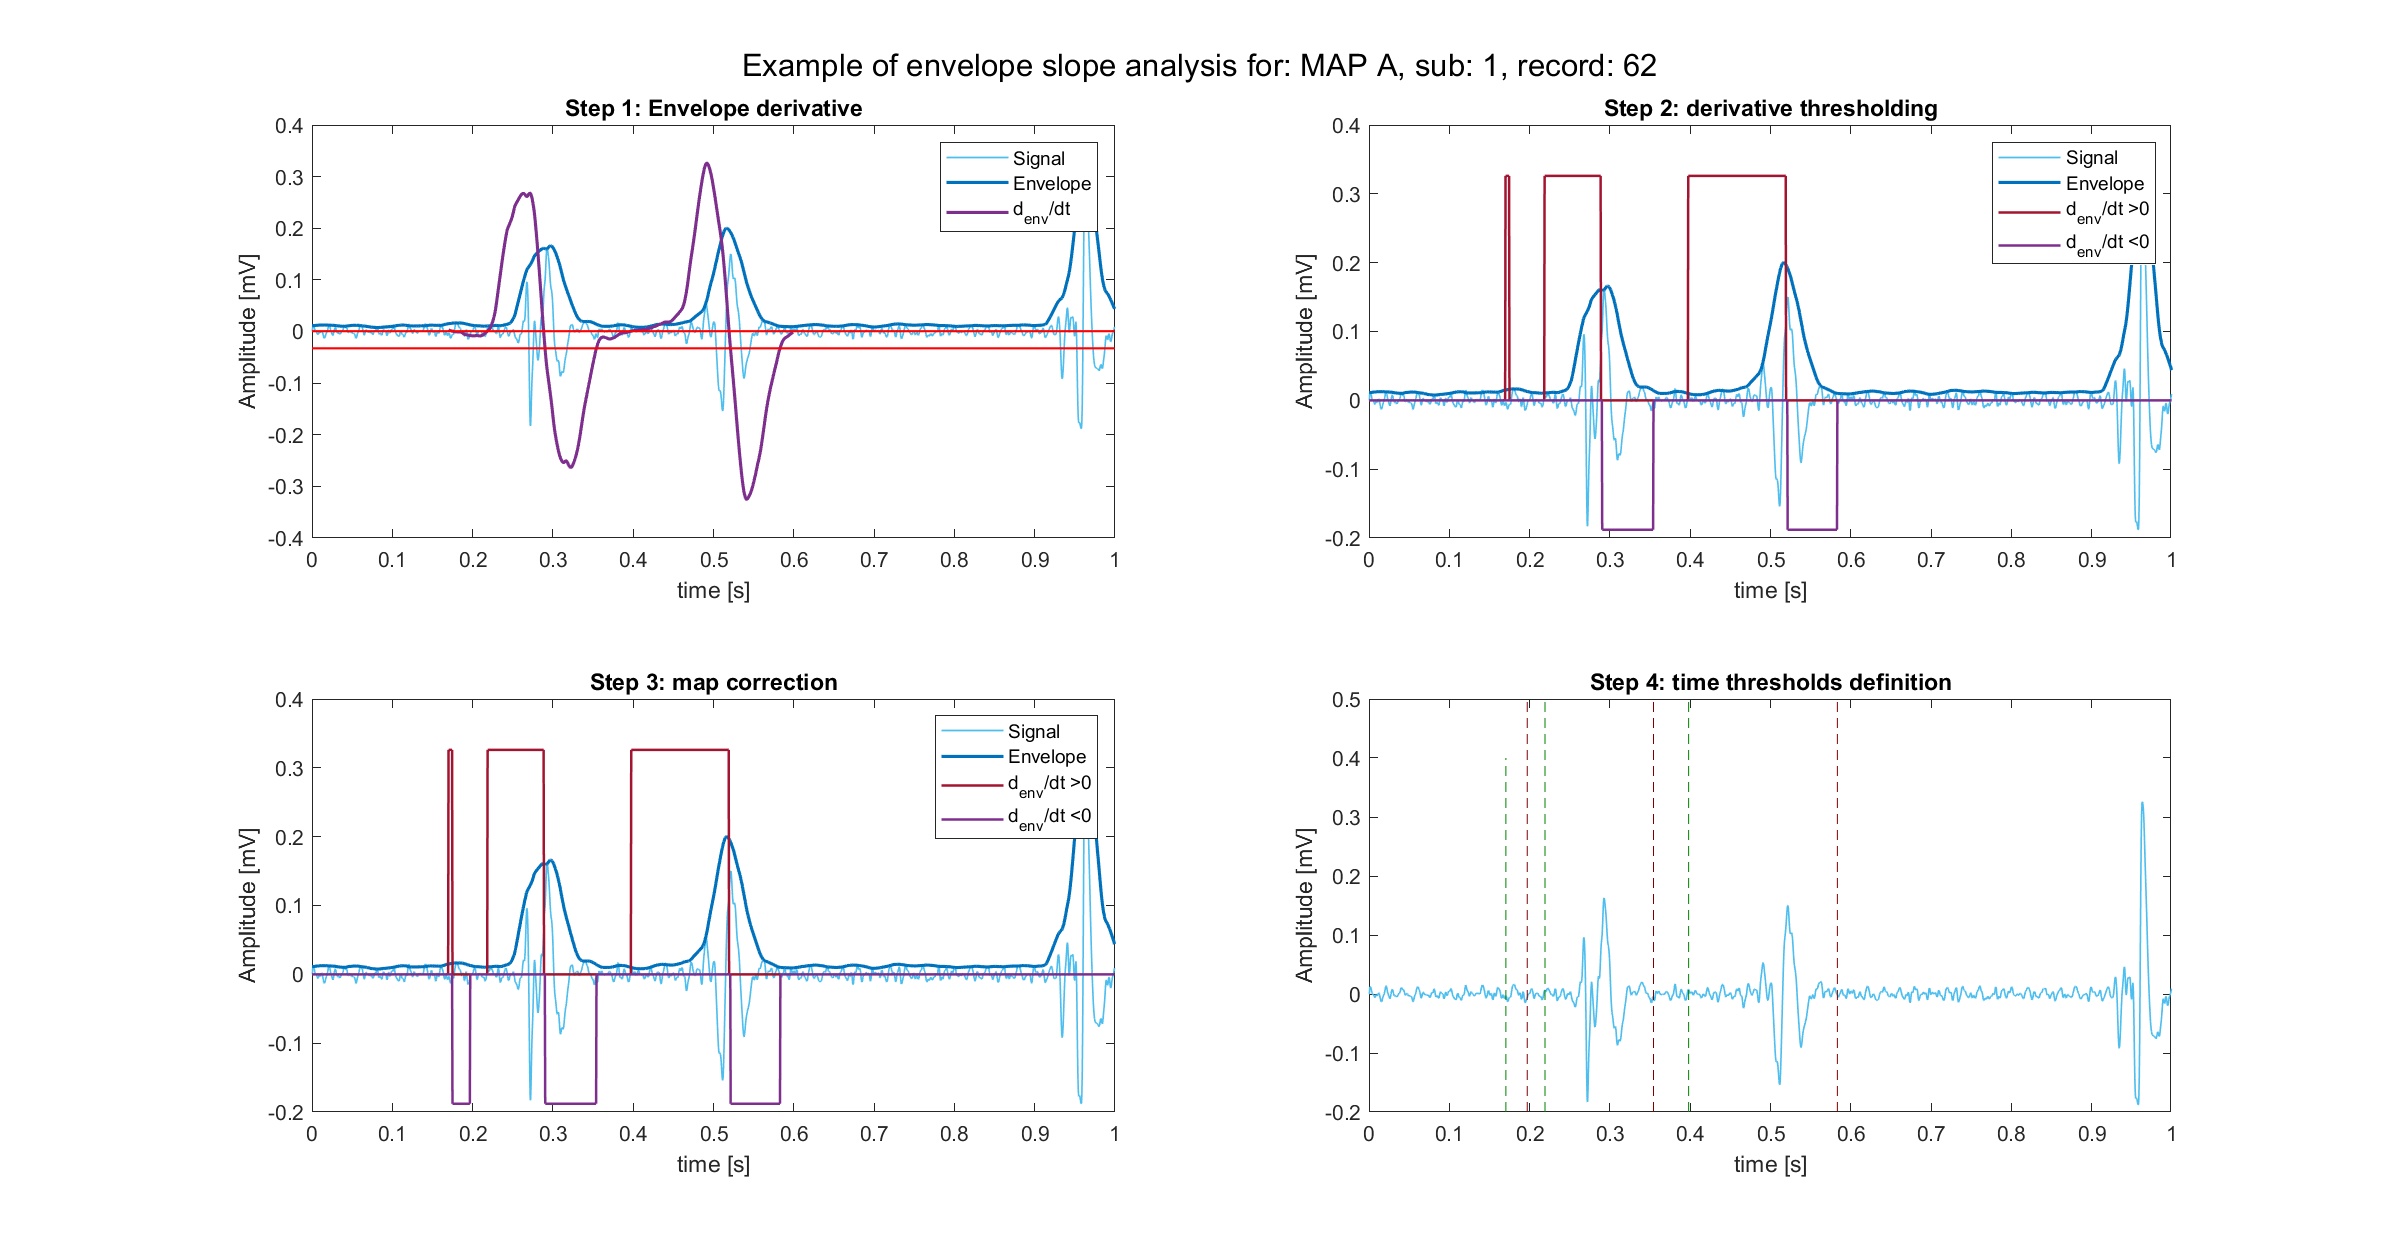 Example of envelope slope analysis for: MAP A, sub: 1, record: 62
Step 1: Envelope derivative
0.4
0.3
0.2
0.1
0
-0.1
-0.2
-0.3
-0.4
Amplitude [mV]
0 0.1 0.2 0.3 0.4 0.5 0.6 0.7 0.8 0.9 1
time [s]
Signal
Envelope
d_env/dt
Step 2: derivative thresholding
0.4
0.3
0.2
0.1
0
-0.1
-0.2
Amplitude [mV]
0 0.1 0.2 0.3 0.4 0.5 0.6 0.7 0.8 0.9 1
time [s]
Signal
Envelope
d_env/dt >0
d_env/dt <0
Step 3: map correction
0.4
0.3
0.2
0.1
0
-0.1
-0.2
Amplitude [mV]
0 0.1 0.2 0.3 0.4 0.5 0.6 0.7 0.8 0.9 1
time [s]
Signal
Envelope
d_env/dt >0
d_env/dt <0
Step 4: time thresholds definition
0.5
0.4
0.3
0.2
0.1
0
-0.1
-0.2
Amplitude [mV]
0 0.1 0.2 0.3 0.4 0.5 0.6 0.7 0.8 0.9 1
time [s]